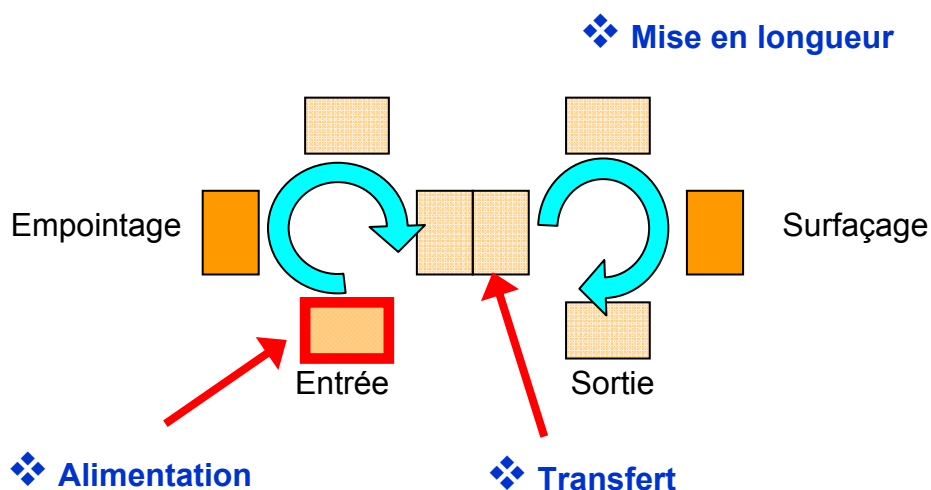 ❖ Mise en longueur
Empointage
Surfaçage
Entrée
Sortie
❖ Alimentation
❖ Transfert